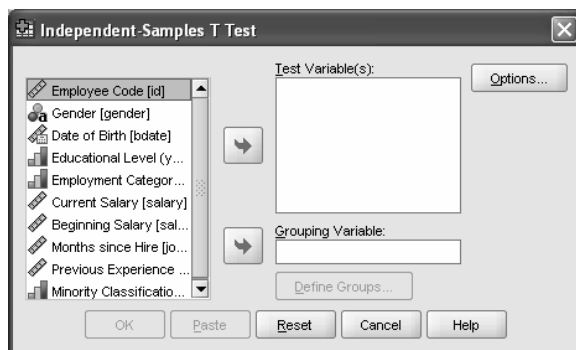 Independent-Samples T Test
Employee Code [id]
Gender [gender]
Date of Birth [bdate]
Educational Level (y...
Employment Categor...
Current Salary [salary]
Beginning Salary [sal...
Months since Hire [jo...
Previous Experience ...
Minority Classificatio...
Test Variable(s):
Options...
Grouping Variable:
Define Groups...
OK
Paste
Reset
Cancel
Help